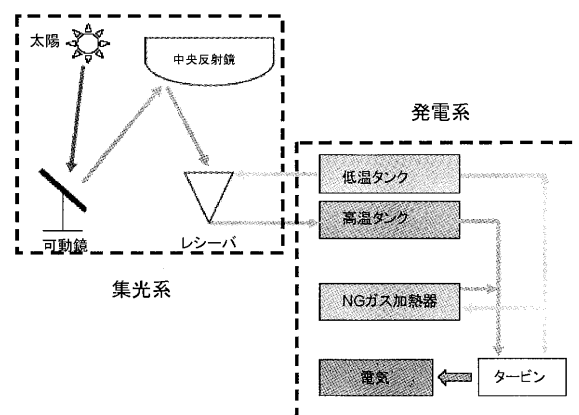 太陽
中央反射鏡
可動鏡
レシーバ
集光系
発電系
低温タンク
高温タンク
NGガス加熱器
電気
タービン